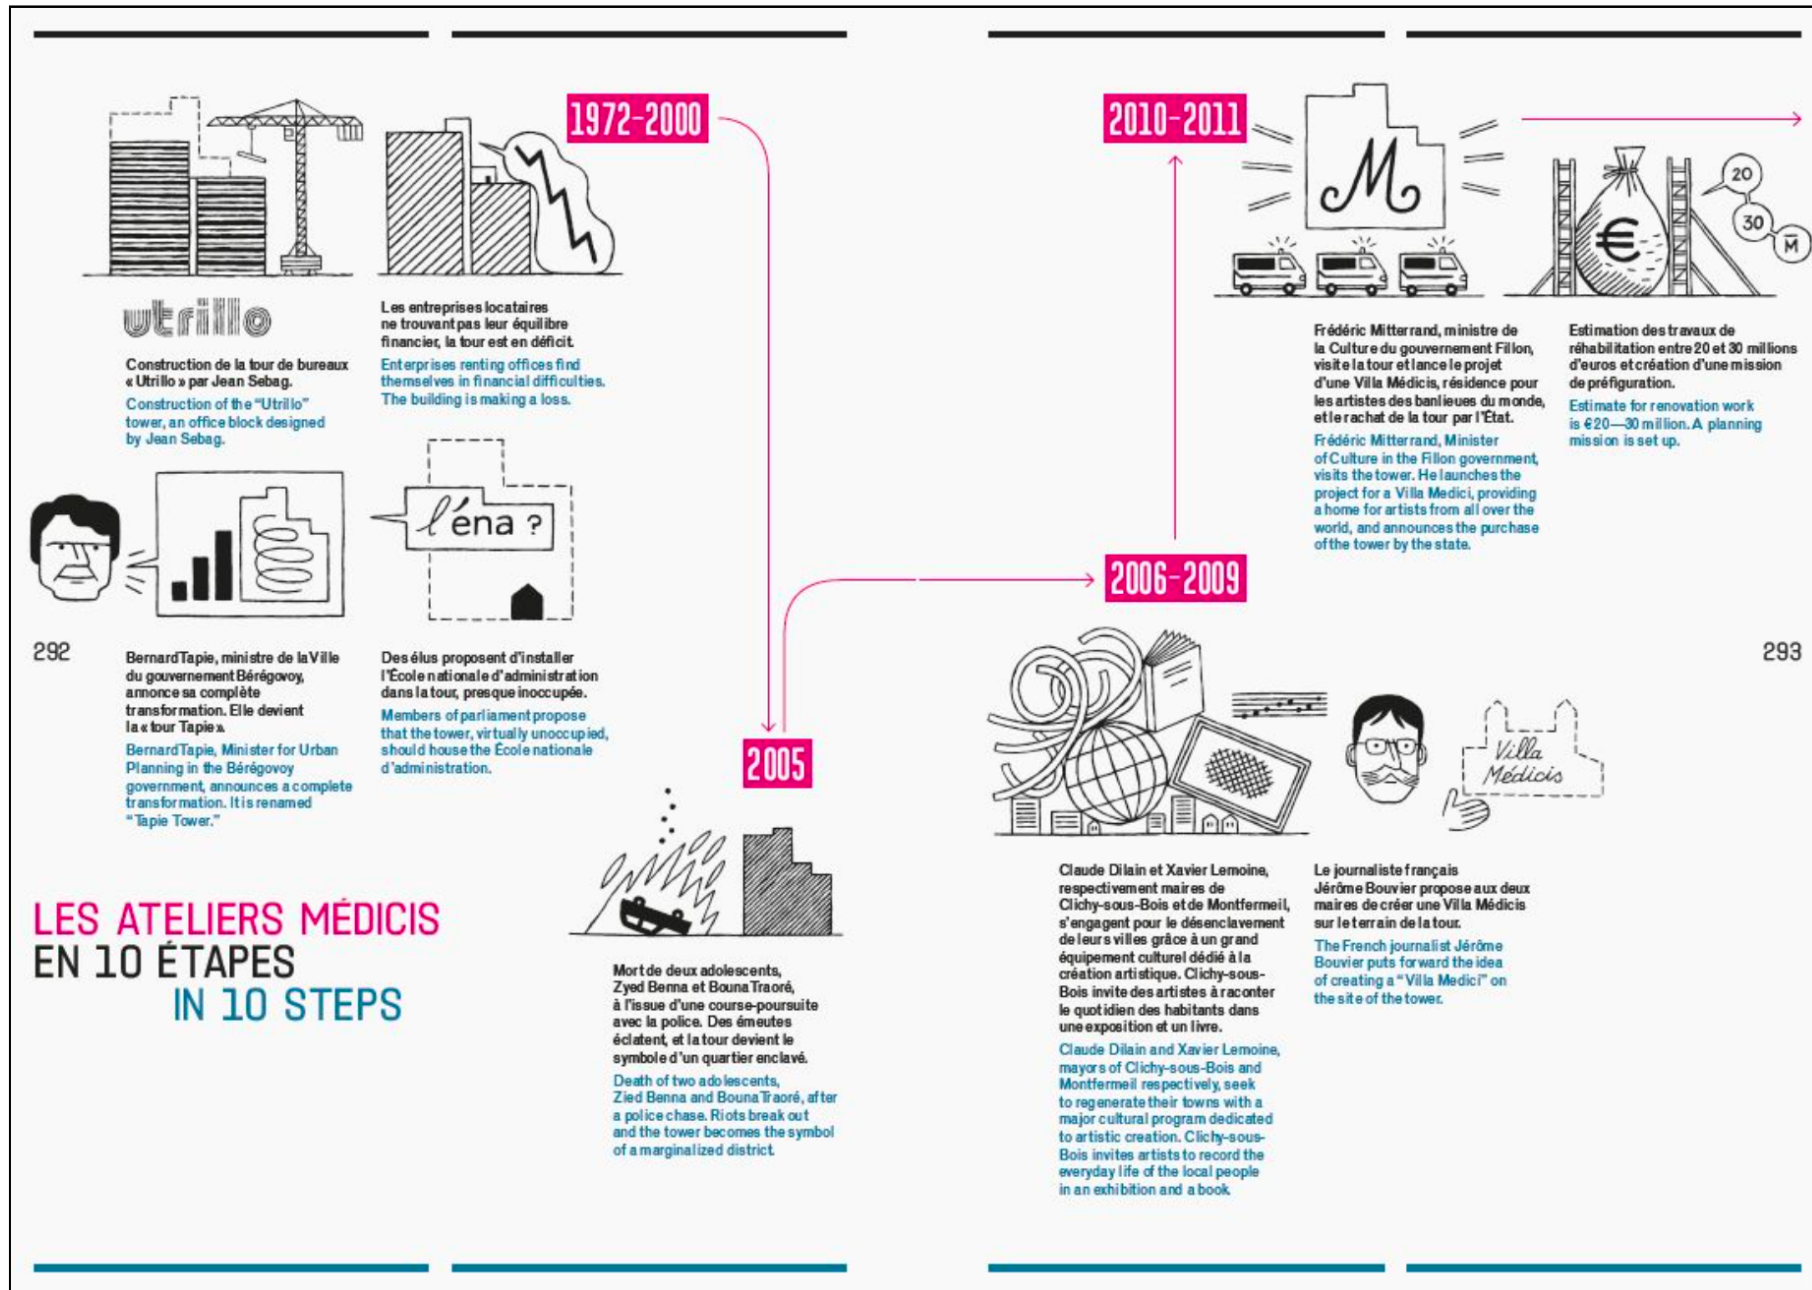 1972-2000
utrillo
Construction de la tour de bureaux
« Utrillo » par Jean Sebag.
Construction of the “Utrillo”
tower, an office block designed
by Jean Sebag.
Les entreprises locataires
ne trouvant pas leur équilibre
financier, la tour est en déficit.
Enterprises renting offices find
themselves in financial difficulties.
The building is making a loss.
l'éna ?
292
Bernard Tapie, ministre de la Ville
du gouvernement Bérégovoy,
annonce sa complète
transformation. Elle devient
la « tour Tapie ».
Bernard Tapie, Minister for Urban
Planning in the Bérégovoy
government, announces a complete
transformation. It is renamed
“Tapie Tower.”
Des élus proposent d'installer
l'École nationale d'administration
dans la tour, presque inoccupée.
Members of parliament propose
that the tower, virtually unoccupied,
should house the École nationale
d'administration.
LES ATELIERS MÉDICIS
EN 10 ÉTAPES
IN 10 STEPS
2005
Mort de deux adolescents,
Zyed Benna et Bouna Traoré,
à l'issue d'une course-poursuite
avec la police. Des émeutes
éclatent, et la tour devient le
symbole d'un quartier enclavé.
Death of two adolescents,
Zied Benna and Bouna Traoré, after
a police chase. Riots break out
and the tower becomes the symbol
of a marginalized district.
2006-2009
Villa
Médicis
Claude Dilain et Xavier Lemoine,
respectivement maires de
Clichy-sous-Bois et de Montfermeil,
s'engagent pour le désenclavement
de leurs villes grâce à un grand
équipement culturel dédié à la
création artistique. Clichy-sous-
Bois invite des artistes à raconter
le quotidien des habitants dans
une exposition et un livre.
Claude Dilain and Xavier Lemoine,
mayors of Clichy-sous-Bois and
Montfermeil respectively, seek
to regenerate their towns with a
major cultural program dedicated
to artistic creation. Clichy-sous-
Bois invites artists to record the
everyday life of the local people
in an exhibition and a book.
Le journaliste français
Jérôme Bouvier propose aux deux
maires de créer une Villa Médicis
sur le terrain de la tour.
The French journalist Jérôme
Bouvier puts forward the idea
of creating a “Villa Medici” on
the site of the tower.
2010-2011
M
€
20
30
M
Frédéric Mitterrand, ministre de
la Culture du gouvernement Fillon,
visite la tour et lance le projet
d'une Villa Médicis, résidence pour
les artistes des banlieues du monde,
et le rachat de la tour par l'État.
Frédéric Mitterrand, Minister
of Culture in the Fillon government,
visits the tower. He launches the
project for a Villa Medici, providing
a home for artists from all over the
world, and announces the purchase
of the tower by the state.
Estimation des travaux de
réhabilitation entre 20 et 30 millions
d'euros et création d'une mission
de préfiguration.
Estimate for renovation work
is €20—30 million. A planning
mission is set up.
293